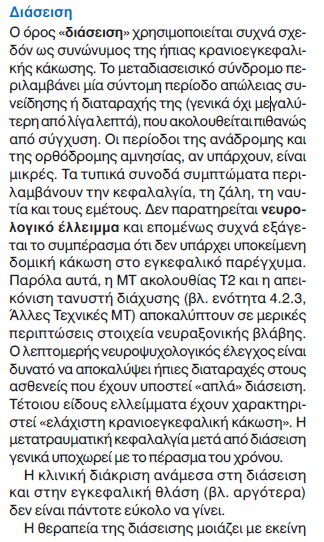 Διάσειση
Ο όρος «διάσειση» χρησιμοποιείται συχνά σχε-
δόν ως συνώνυμος της ήπιας κρανιοεγκεφαλι-
κής κάκωσης. Το μεταδιασεισικό σύνδρομο πε-
ριλαμβάνει μία σύντομη περίοδο απώλειας συ-
νείδησης ή διαταραχής της (γενικά όχι μεγαλύ-
τερη από λίγα λεπτά), που ακολουθείται πιθανώς
από σύγχυση. Οι περίοδοι της ανάδρομης και
της ορθόδρομης αμνησίας, αν υπάρχουν, είναι
μικρές. Τα τυπικά συνοδά συμπτώματα περι-
λαμβάνουν την κεφαλαλγία, τη ζάλη, τη ναυ-
τία και τους εμέτους. Δεν παρατηρείται νευρο-
λογικό έλλειμμα και επομένως συχνά εξάγε-
ται το συμπέρασμα ότι δεν υπάρχει υποκείμενη
δομική κάκωση στο εγκεφαλικό παρέγχυμα.
Παρόλα αυτά, η ΜΤ ακολουθίας Τ2 και η απει-
κόνιση τανυστή διάχυσης (βλ. ενότητα 4.2.3,
Άλλες Τεχνικές ΜΤ) αποκαλύπτουν σε μερικές
περιπτώσεις στοιχεία νευραξονικής βλάβης.
Ο λεπτομερής νευροψυχολογικός έλεγχος είναι
δυνατό να αποκαλύψει ήπιες διαταραχές στους
ασθενείς που έχουν υποστεί «απλά» διάσειση.
Τέτοιου είδους ελλείμματα έχουν χαρακτηρι-
στεί «ελάχιστη κρανιοεγκεφαλική κάκωση». Η
μετατραυματική κεφαλαλγία μετά από διάσειση
γενικά υποχωρεί με το πέρασμα του χρόνου.
Η κλινική διάκριση ανάμεσα στη διάσειση
και στην εγκεφαλική θλάση (βλ. αργότερα)
δεν είναι πάντοτε εύκολο να γίνει.
Η θεραπεία της διάσεισης μοιάζει με εκείνη